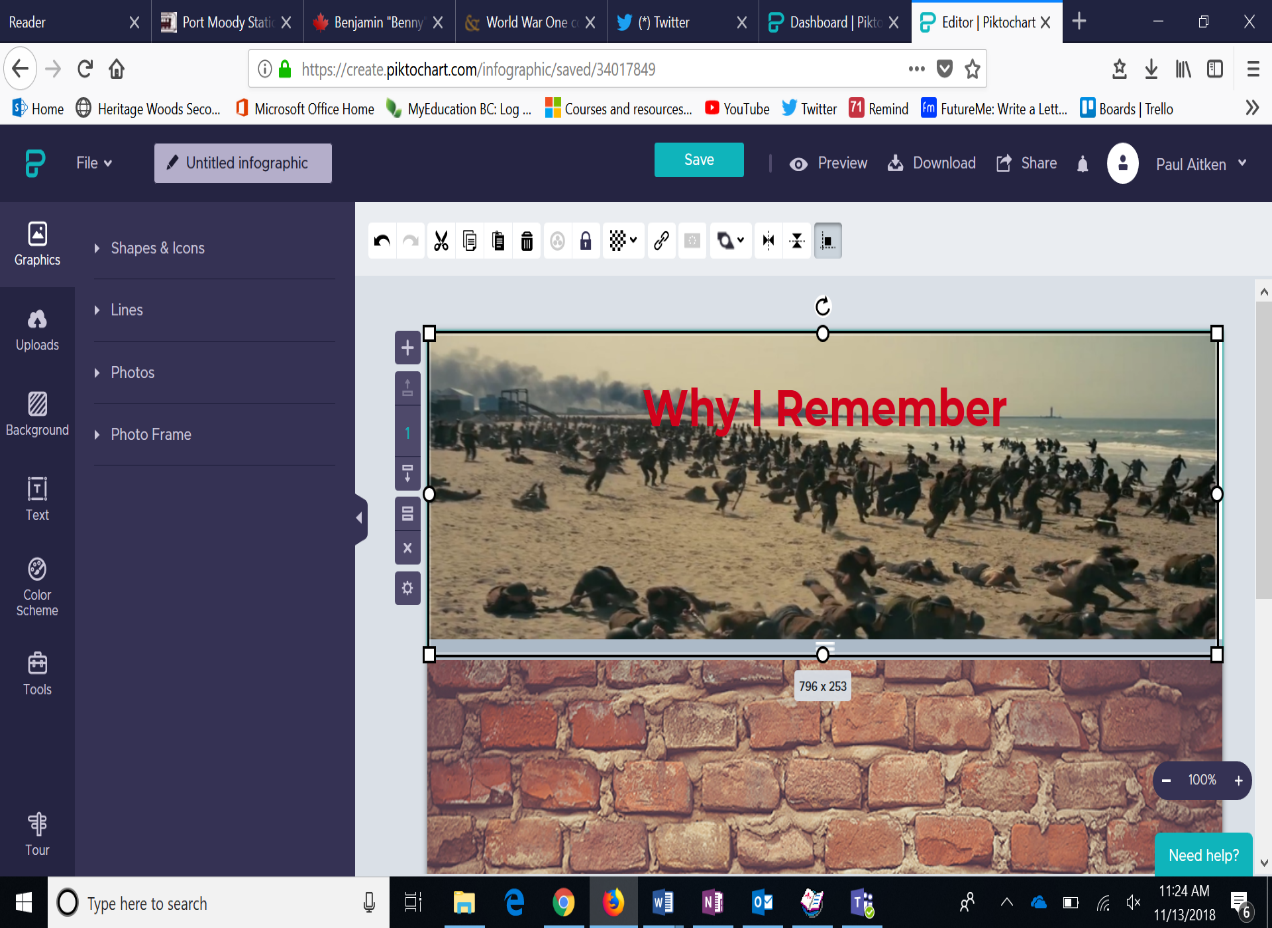 Reader
Port Moody Stati
Benjamin "Benny"
World War One c
(*) Twitter
Dashboard | Pikto
Editor | Piktochart
https://create.piktochart.com/infographic/saved/34017849
Home
Heritage Woods Seco...
Microsoft Office Home
MyEducation BC: Log ...
Courses and resources...
YouTube
Twitter
71 Remind
fm FutureMe: Write a Lett...
Boards | Trello
File
Untitled infographic
Save
Preview
Download
Share
Paul Aitken
Graphics
Uploads
Background
Text
Color
Scheme
Tools
Tour
Shapes & Icons
Lines
Photos
Photo Frame
1
Why I Remember
796 x 253
100%
Need help?
Type here to search
11:24 AM
11/13/2018
6